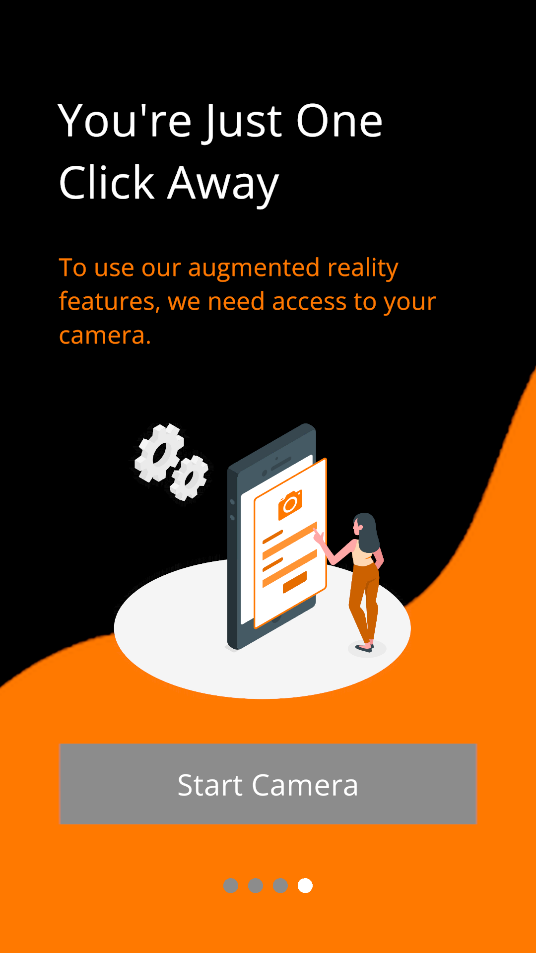 You're Just One
Click Away
To use our augmented reality
features, we need access to your
camera.
Start Camera